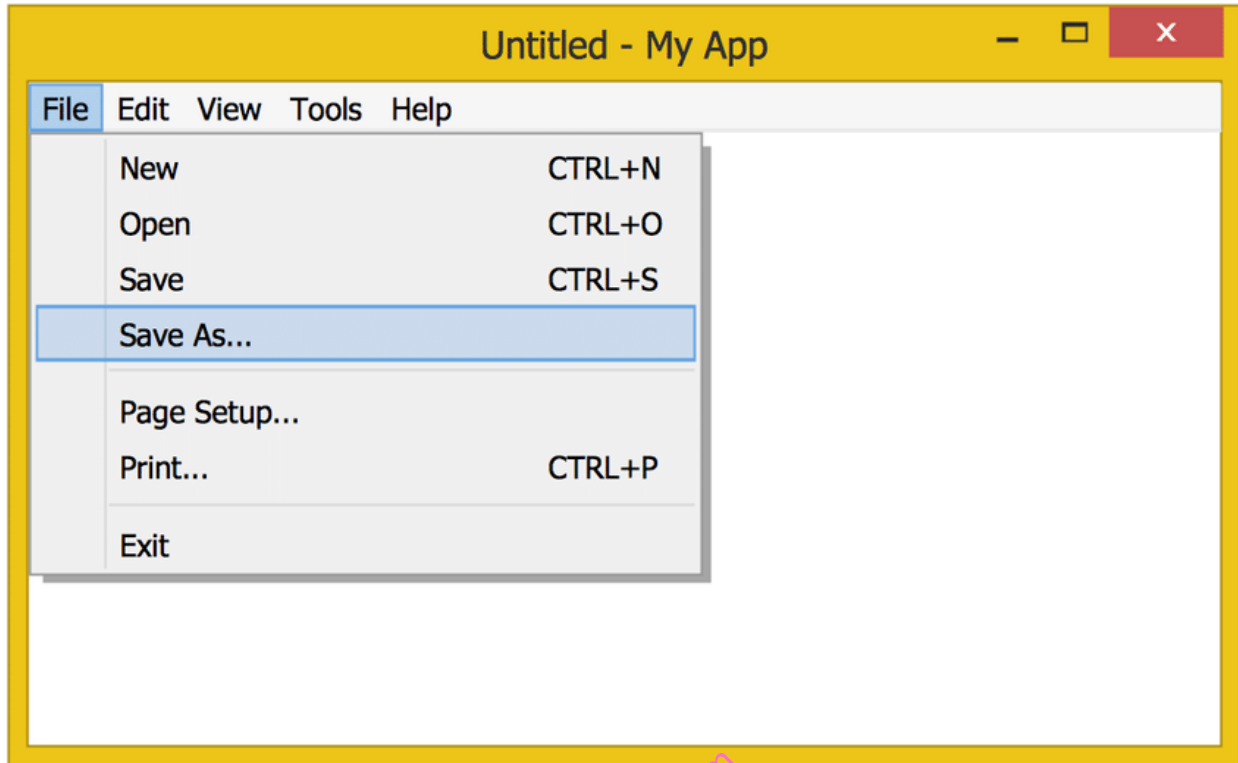 Untitled - My App
File Edit View Tools Help
New CTRL+N
Open CTRL+O
Save CTRL+S
Save As...
Page Setup...
Print... CTRL+P
Exit